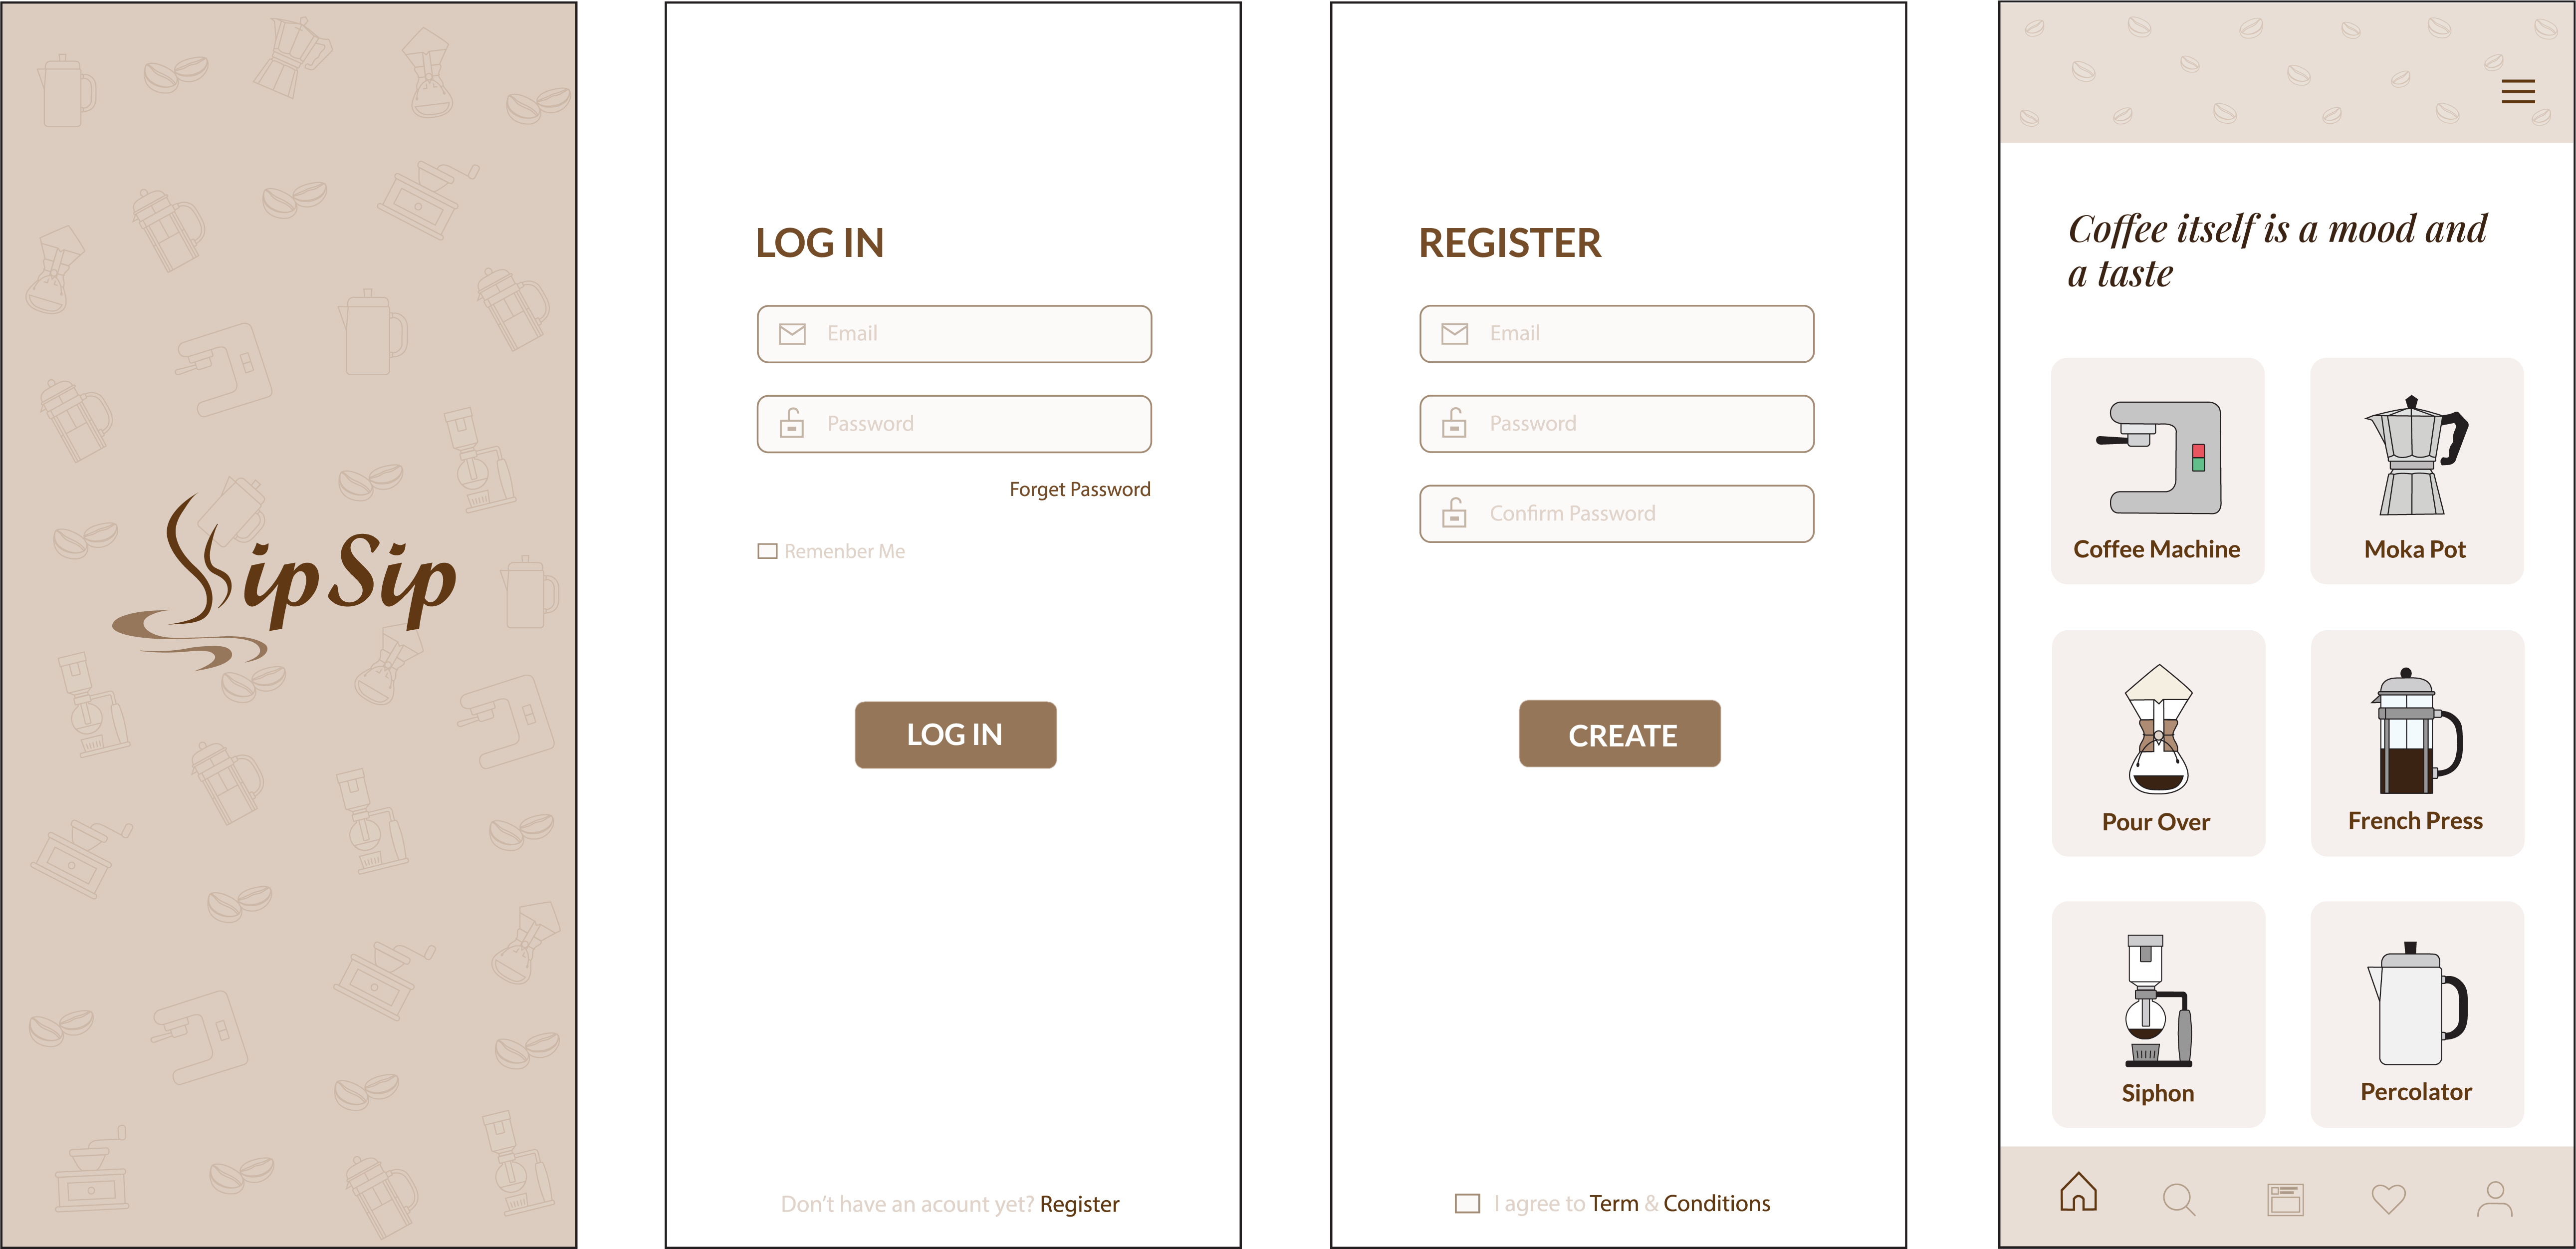 SipSip
LOG IN
Email
Password
Forget Password
Remenber Me
LOG IN
Don't have an acount yet? Register
REGISTER
Email
Password
Confirm Password
CREATE
I agree to Term & Conditions
Coffee itself is a mood and
a taste
Coffee Machine
Moka Pot
Pour Over
French Press
Siphon
Percolator